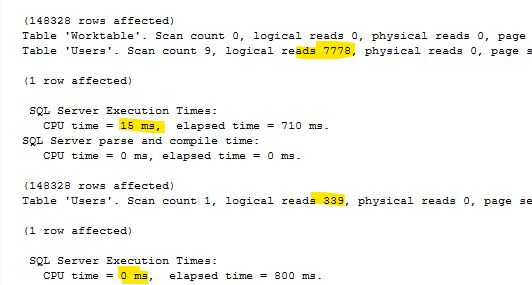 (148328 rows affected)
Table 'Worktable'. Scan count 0, logical reads 0, physical reads 0, page
Table 'Users'. Scan count 9, logical reads 7778, physical reads 0, page s
(1 row affected)
SQL Server Execution Times:
CPU time = 15 ms, elapsed time = 710 ms.
SQL Server parse and compile time:
CPU time = 0 ms, elapsed time = 0 ms.
(148328 rows affected)
Table 'Users'. Scan count 1, logical reads 339, physical reads 0, page se
(1 row affected)
SQL Server Execution Times:
CPU time = 0 ms, elapsed time = 800 ms.